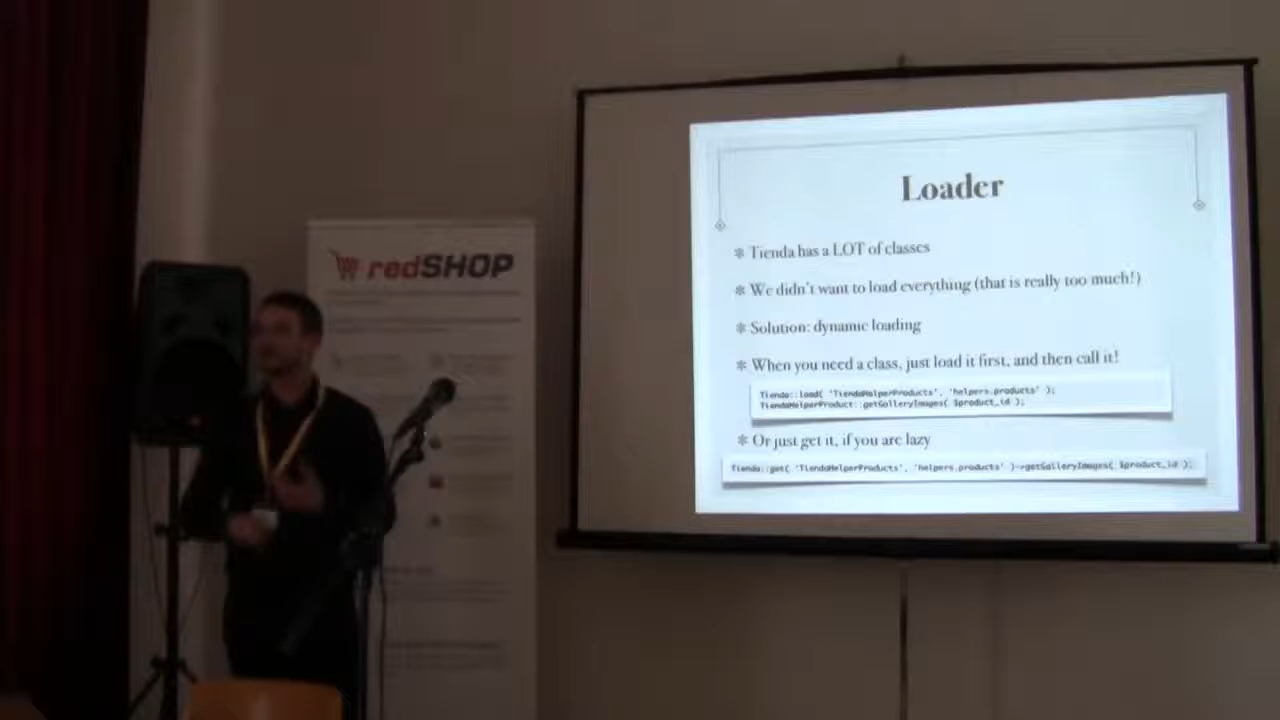 redSHOP
Loader
Tienda has a LOT of classes
We didn't want to load everything (that is really too much!)
Solution: dynamic loading
When you need a class, just load it first, and then call it!
Tienda::load( 'TiendaHelperProducts', 'helpers.products' );
TiendaHelperProduct::getGalleryImages( $product_id );
Or just get it, if you are lazy
Tienda::get( 'TiendaHelperProducts', 'helpers.products' )->getGalleryImages( $product_id );